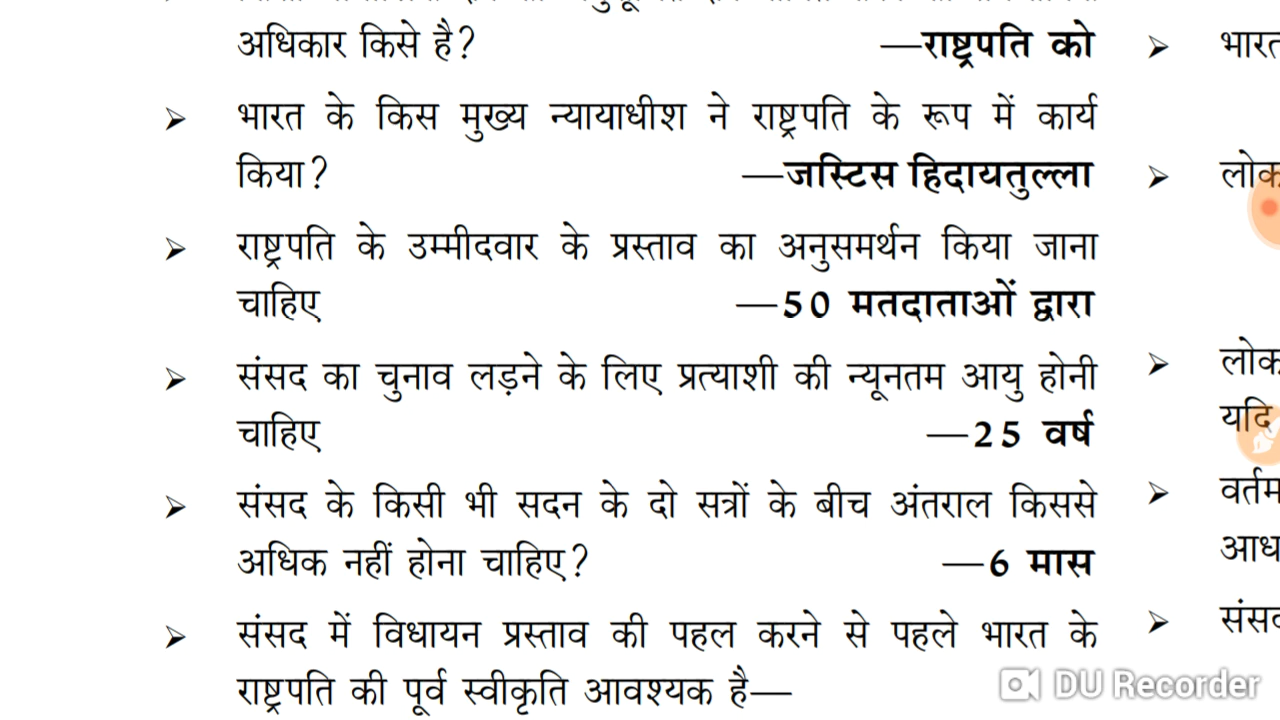 अधिकार किसे है? —राष्ट्रपति को
➢ भारत के किस मुख्य न्यायाधीश ने राष्ट्रपति के रूप में कार्य
किया? —जस्टिस हिदायतुल्ला
➢ राष्ट्रपति के उम्मीदवार के प्रस्ताव का अनुसमर्थन किया जाना
चाहिए —50 मतदाताओं द्वारा
➢ संसद का चुनाव लड़ने के लिए प्रत्याशी की न्यूनतम आयु होनी
चाहिए —25 वर्ष
➢ संसद के किसी भी सदन के दो सत्रों के बीच अंतराल किससे
अधिक नहीं होना चाहिए? —6 मास
➢ संसद में विधायन प्रस्ताव की पहल करने से पहले भारत के
राष्ट्रपति की पूर्व स्वीकृति आवश्यक है—
➢ भारत
➢ लोक
➢ लोक
यदि
➢ वर्तम
आध
➢ संसद
DU Recorder